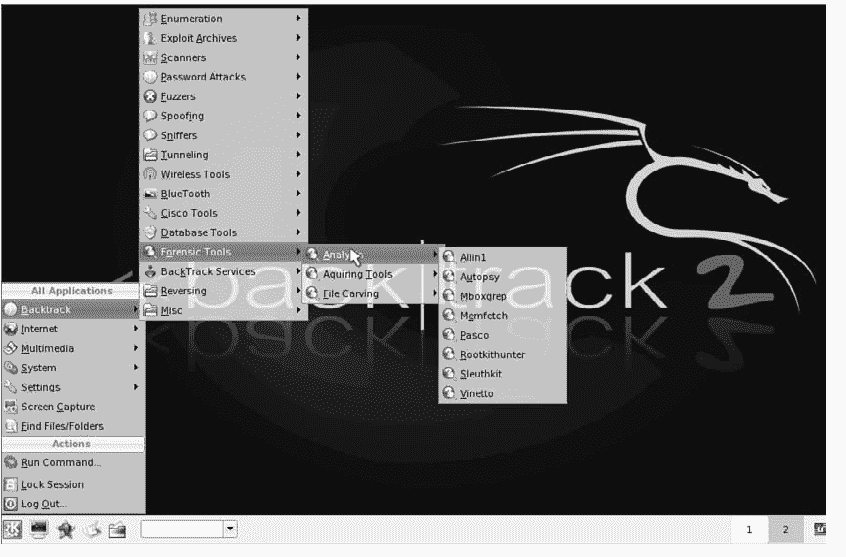 Enumeration
Exploit Archives
Scanners
Password Attacks
Fuzzers
Spoofing
Sniffers
Tunneling
Wireless Tools
BlueTooth
Cisco Tools
Database Tools
Forensic Tools
BackTrack Services
Reversing
Misc
Aquiring Tools
File Carving
Allin1
Autopsy
Mboxgrep
Memfetch
Pasco
Rootkithunter
Sleuthkit
Vinetto
All Applications
Backtrack
Internet
Multimedia
System
Settings
Screen Capture
Find Files/Folders
Actions
Run Command...
Lock Session
Log Out...
track 2
1 2